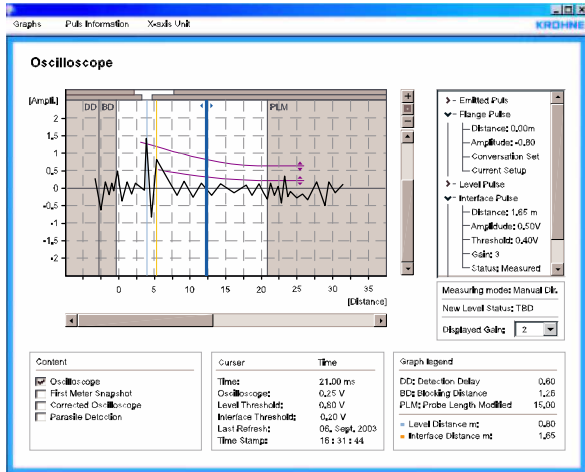 Graphs Puls Information X-axis Unit
KROHNE
Oscilloscope
[Ampli.]
DD BD PLM
2
1,5
1
0,5
0
-0,5
-1
-1,5
-2
0 5 10 15 20 25 30 35
[Distance]
Emitted Puls
Flange Pulse
Distance: 0,00m
Amplitude: -0,80
Conversation Set
Current Setup
Level Pulse
Interface Pulse
Distance: 1,65 m
Amplidude: 0,50V
Threshold: 0,40V
Gain: 3
Status: Measured
Measuring mode: Manual Dir.
New Level Status: TBD
Displayed Gain: 2
Content
Oscilloscope
First Meter Snapshot
Corrected Oscilloscope
Parasite Detection
Cursor Time
Time: 21.00 ms
Oscilloscope: 0,25 V
Level Threshold: 0,80 V
Interface Threshold: 0,20 V
Last Refresh: 06. Sept. 2003
Time Stamp: 16 : 31 : 44
Graph legend
DD: Detection Delay 0,60
BD: Blocking Distance 1,25
PLM: Probe Length Modified 15,00
Level Distance m: 0,80
Interface Distance m: 1,65